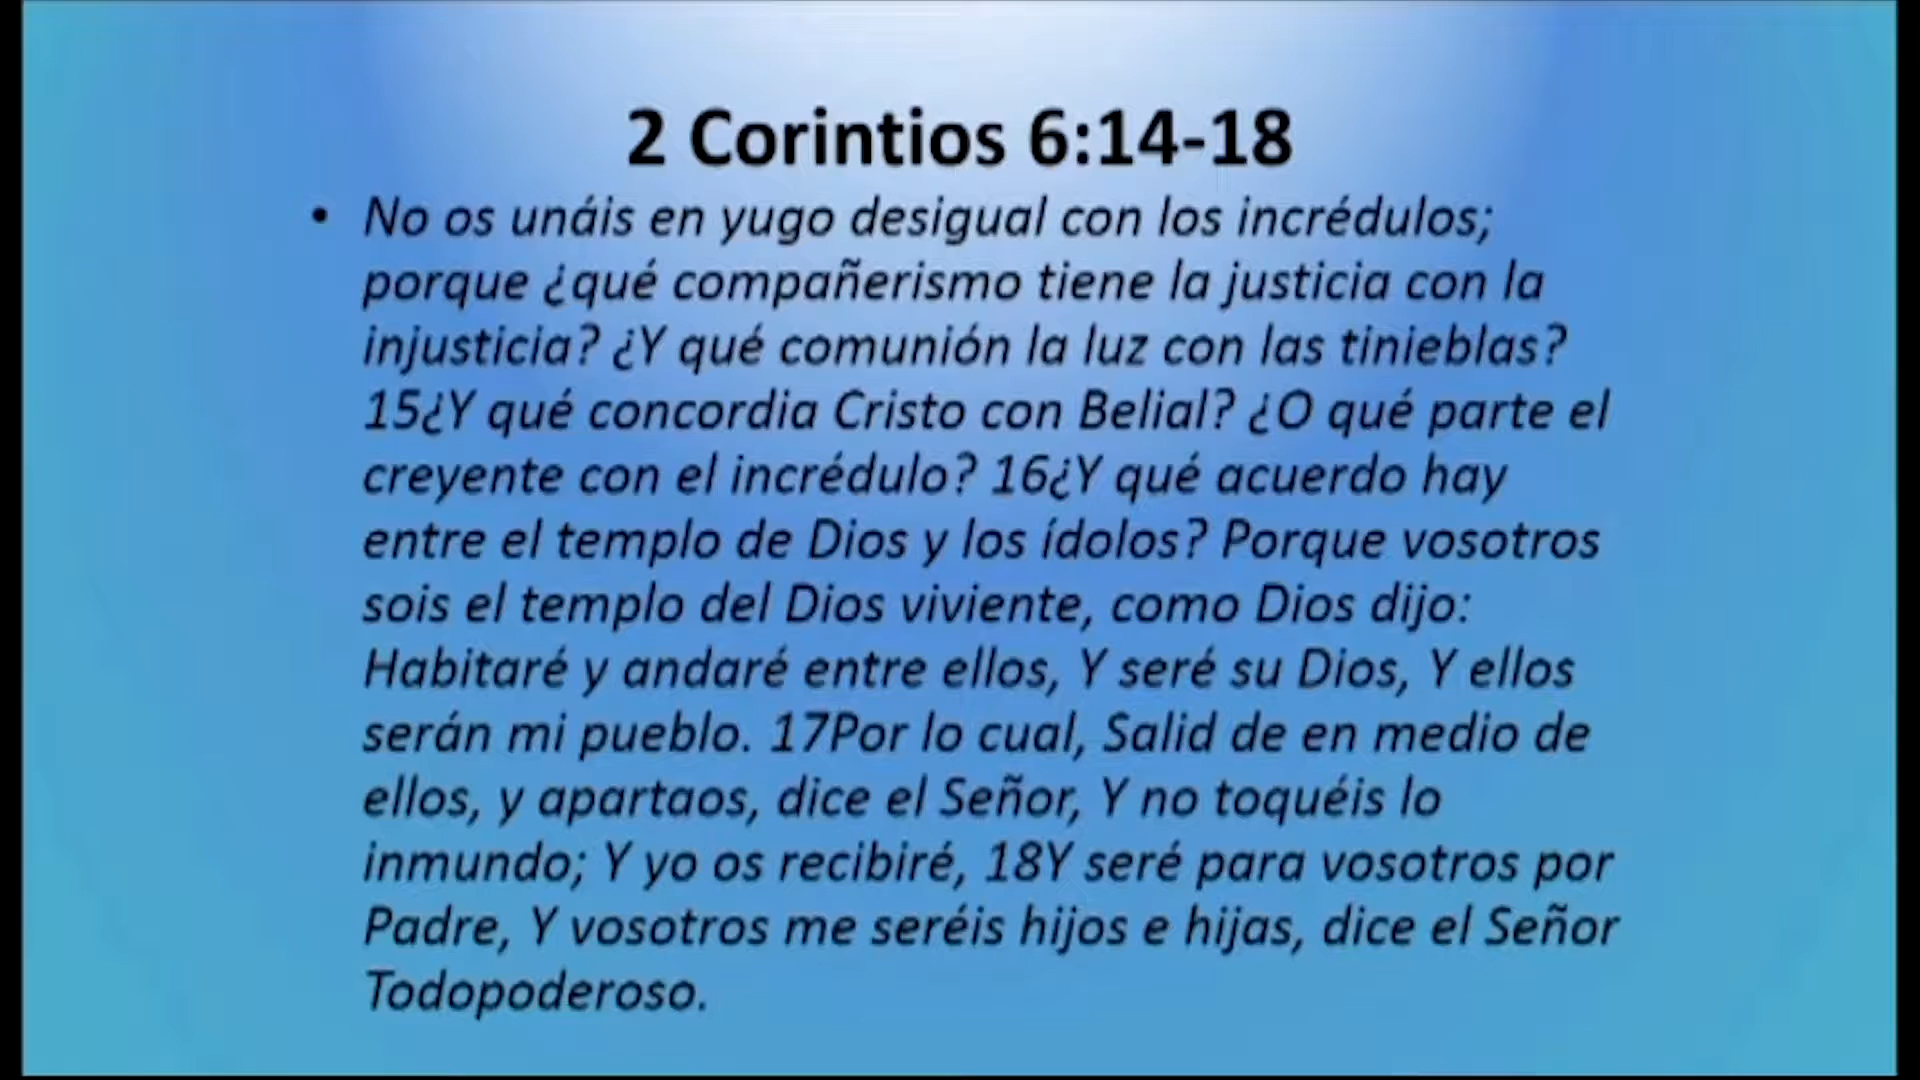 2 Corintios 6:14-18
• No os unáis en yugo desigual con los incrédulos;
porque ¿qué compañerismo tiene la justicia con la
injusticia? ¿Y qué comunión la luz con las tinieblas?
15¿Y qué concordia Cristo con Belial? ¿O qué parte el
creyente con el incrédulo? 16¿Y qué acuerdo hay
entre el templo de Dios y los ídolos? Porque vosotros
sois el templo del Dios viviente, como Dios dijo:
Habitaré y andaré entre ellos, Y seré su Dios, Y ellos
serán mi pueblo. 17Por lo cual, Salid de en medio de
ellos, y apartaos, dice el Señor, Y no toquéis lo
inmundo; Y yo os recibiré, 18Y seré para vosotros por
Padre, Y vosotros me seréis hijos e hijas, dice el Señor
Todopoderoso.